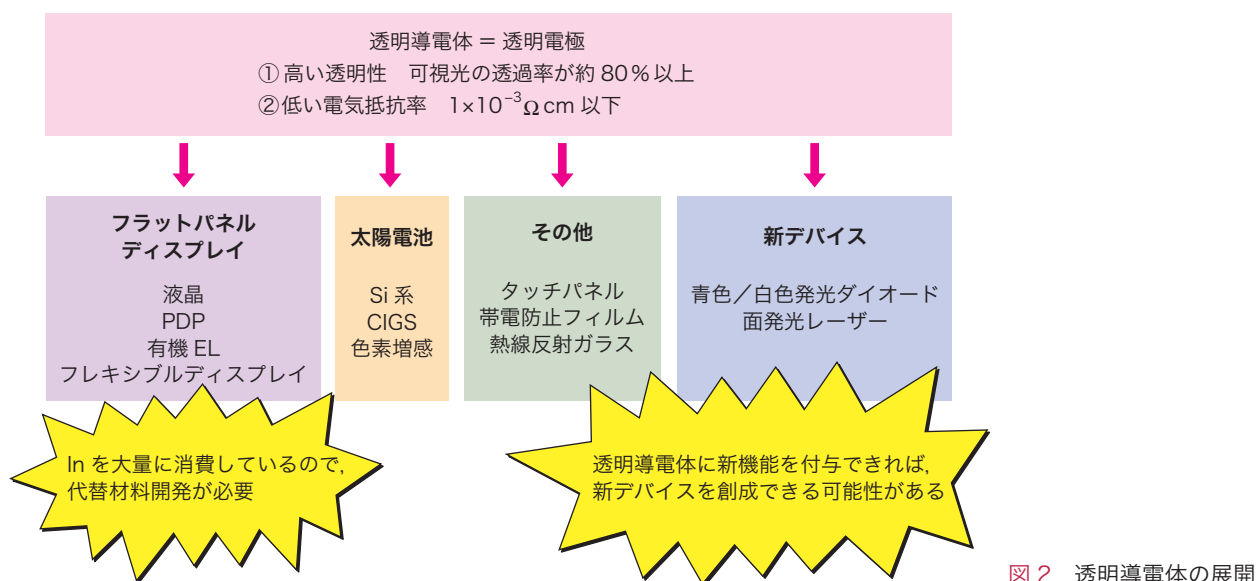 透明導電体 = 透明電極
①高い透明性　可視光の透過率が約 80%以上
②低い電気抵抗率　1×10⁻³Ωcm 以下
フラットパネル
ディスプレイ
液晶
PDP
有機 EL
フレキシブルディスプレイ
太陽電池
Si 系
CIGS
色素増感
その他
タッチパネル
帯電防止フィルム
熱線反射ガラス
新デバイス
青色／白色発光ダイオード
面発光レーザー
In を大量に消費しているので,
代替材料開発が必要
透明導電体に新機能を付与できれば,
新デバイスを創成できる可能性がある
図2　透明導電体の展開